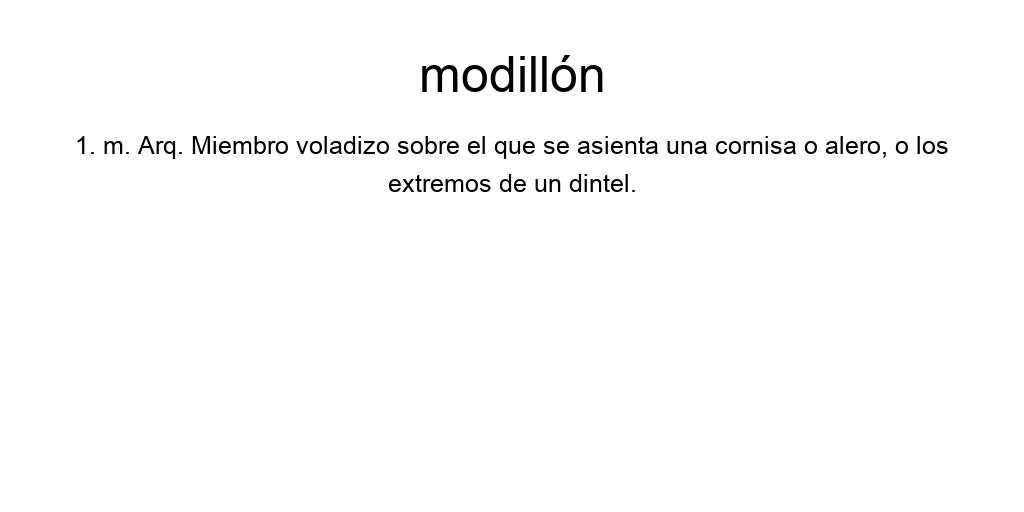 modillón
1. m. Arq. Miembro voladizo sobre el que se asienta una cornisa o alero, o los
extremos de un dintel.